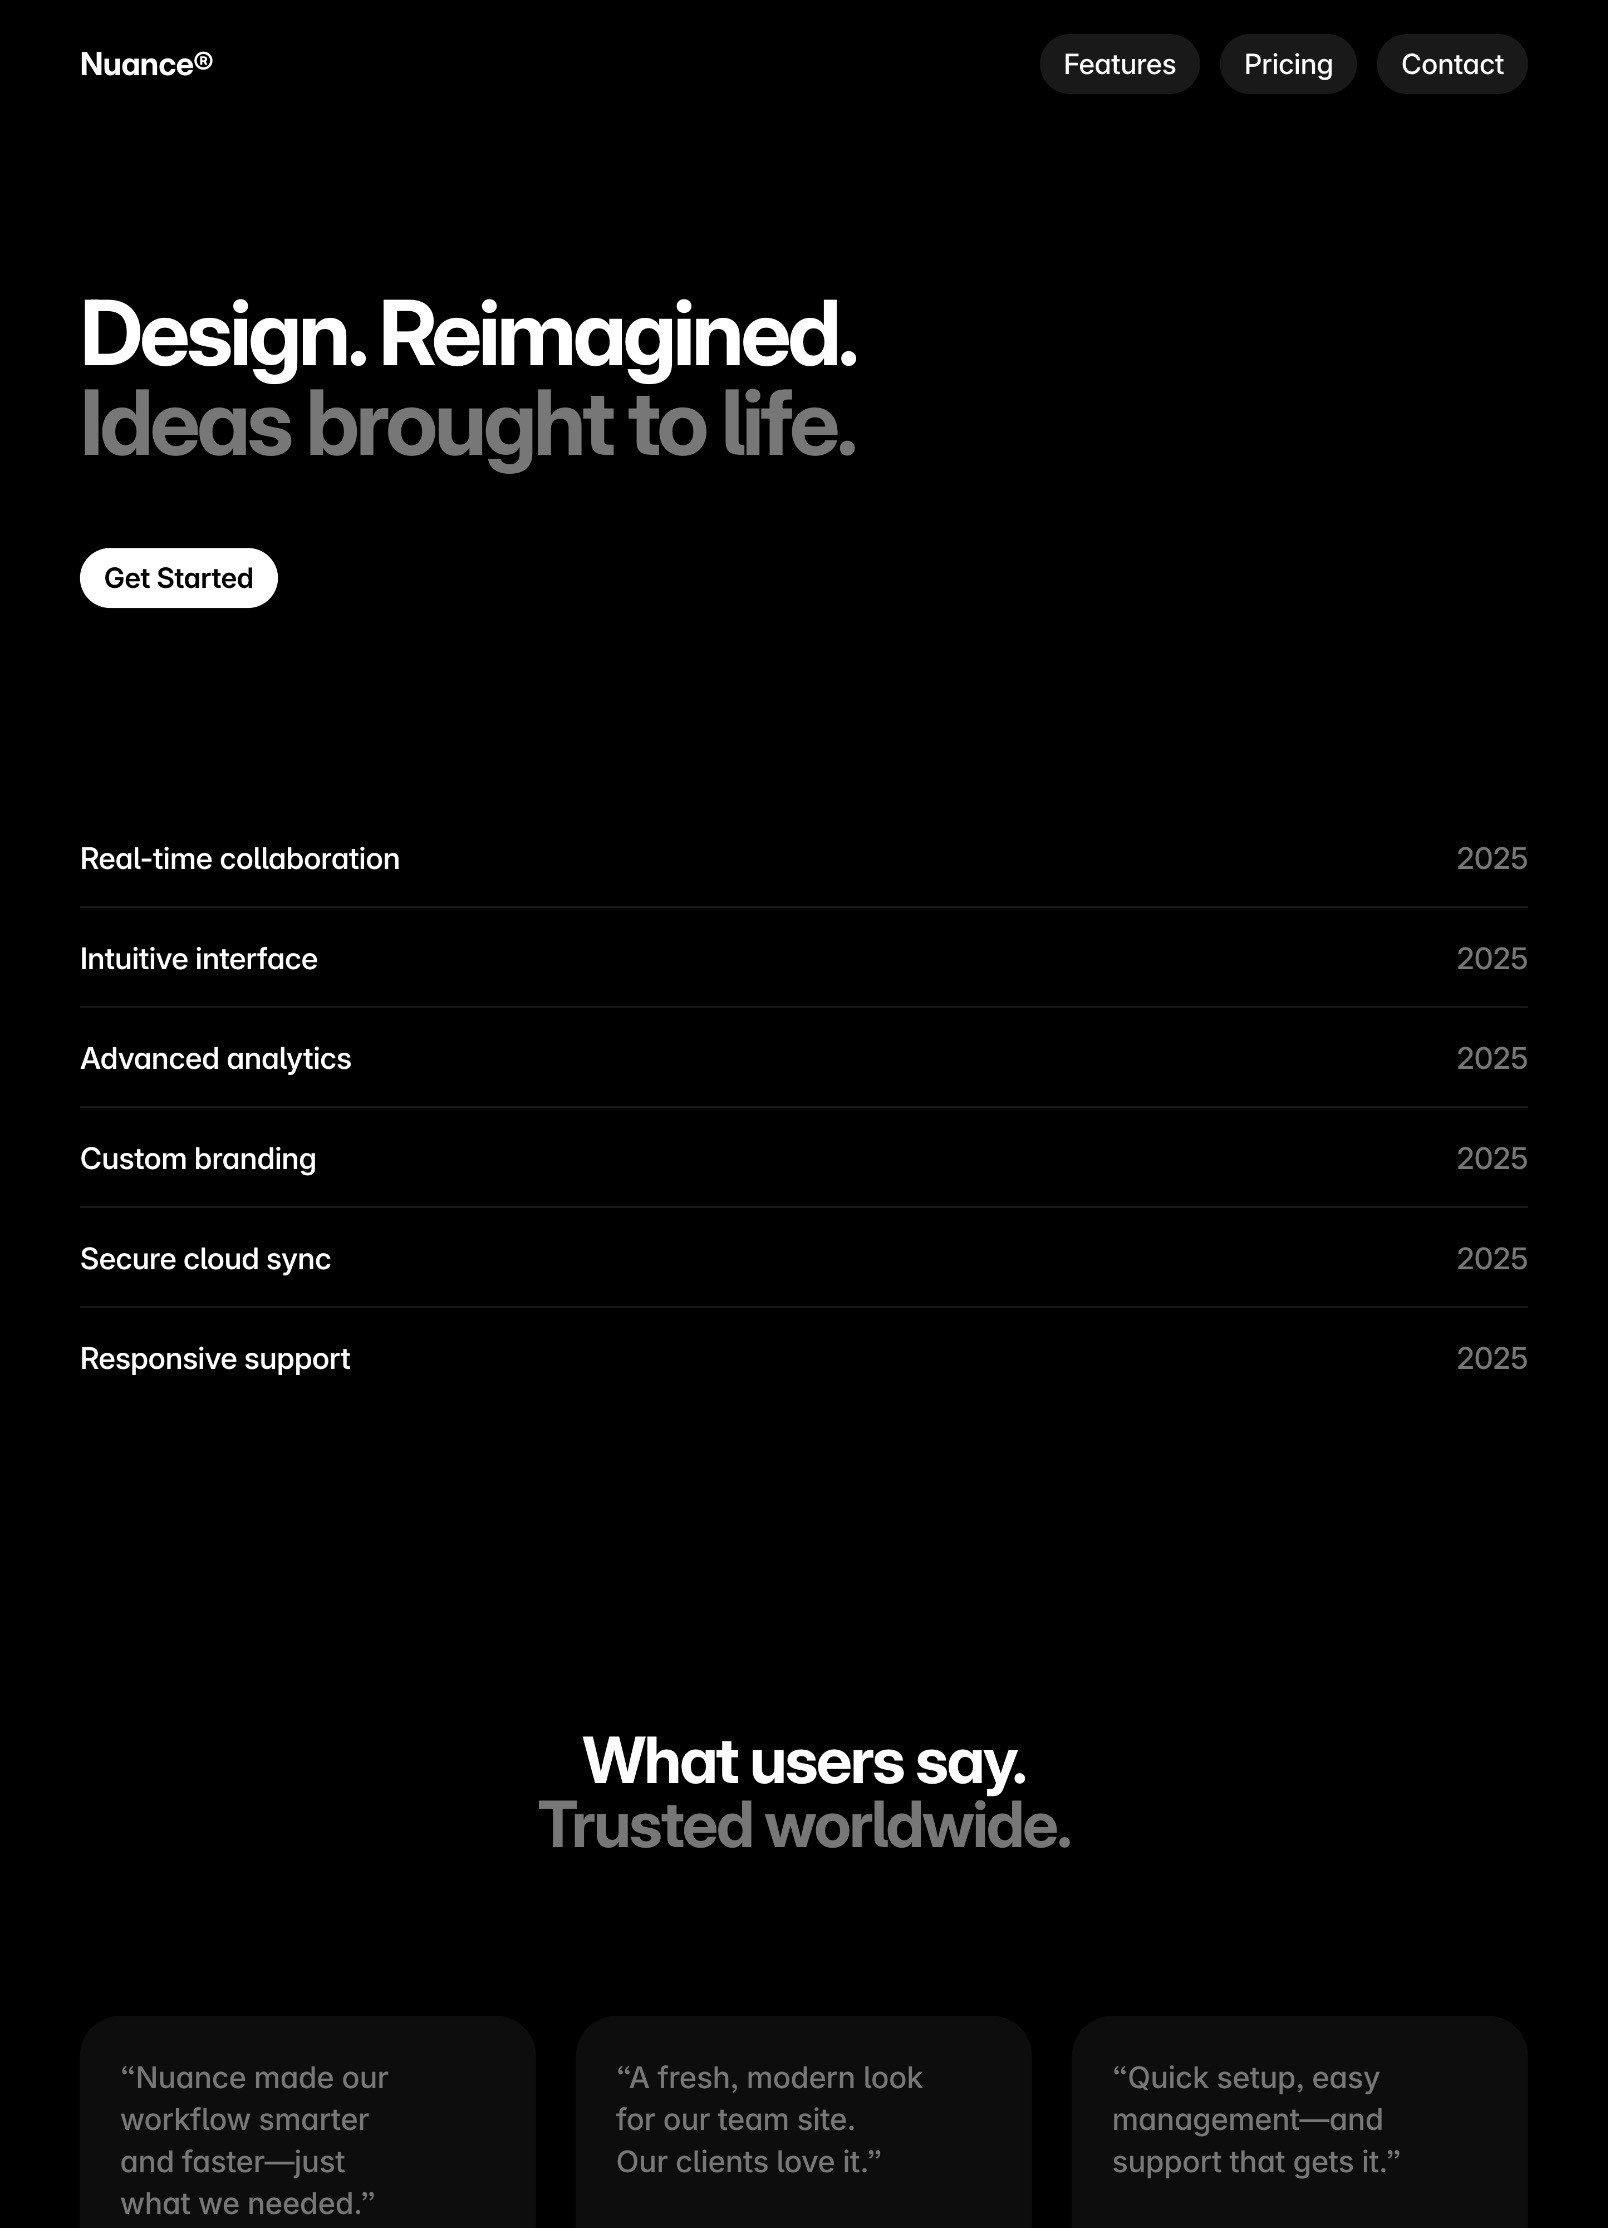 Nuance®
Features
Pricing
Contact
Design. Reimagined.
Ideas brought to life.
Get Started
Real-time collaboration 2025
Intuitive interface 2025
Advanced analytics 2025
Custom branding 2025
Secure cloud sync 2025
Responsive support 2025
What users say.
Trusted worldwide.
“Nuance made our
workflow smarter
and faster—just
what we needed.”
“A fresh, modern look
for our team site.
Our clients love it.”
“Quick setup, easy
management—and
support that gets it.”